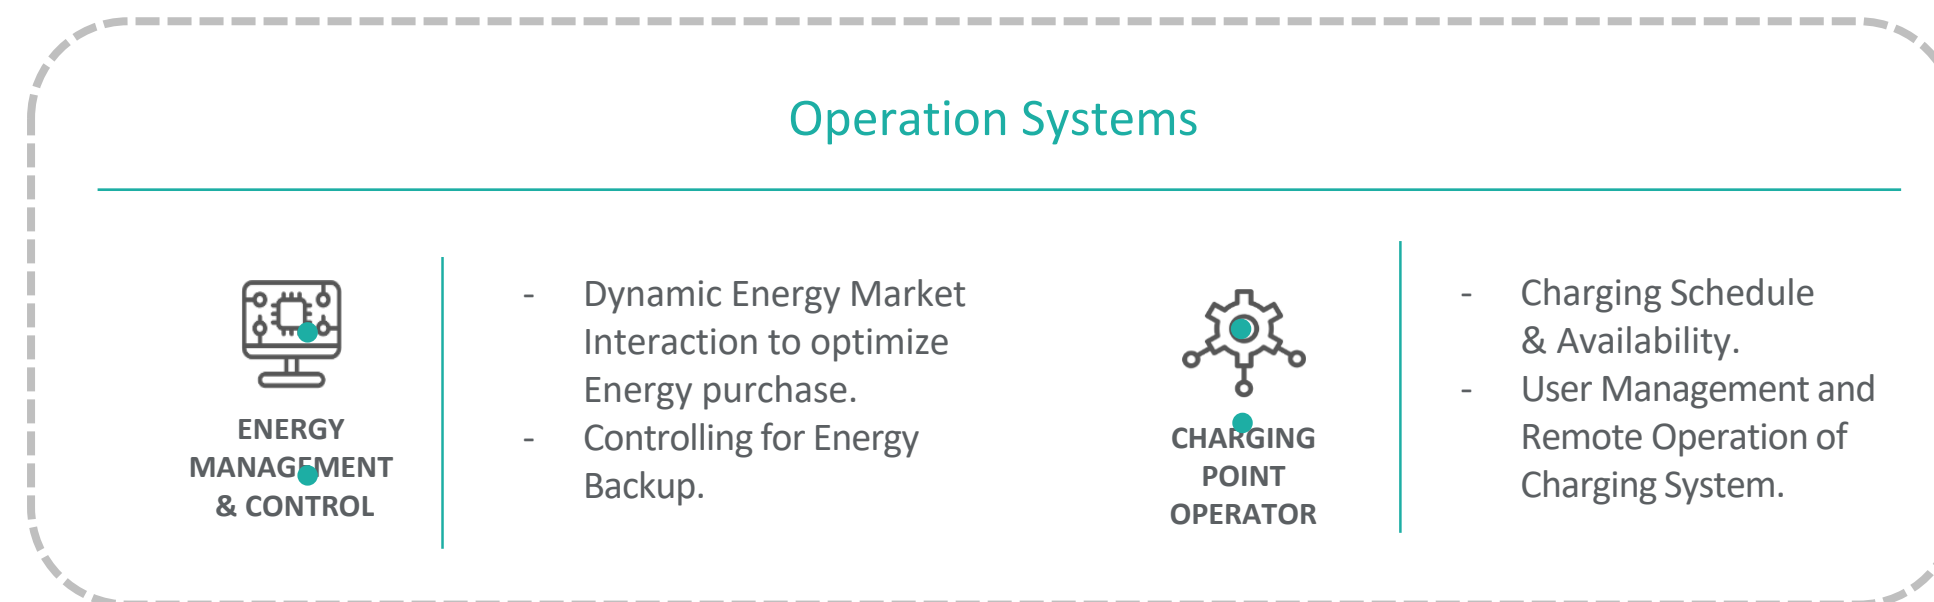 Operation Systems
ENERGY
MANAGEMENT
& CONTROL
- Dynamic Energy Market
Interaction to optimize
Energy purchase.
- Controlling for Energy
Backup.
CHARGING
POINT
OPERATOR
- Charging Schedule
& Availability.
- User Management and
Remote Operation of
Charging System.